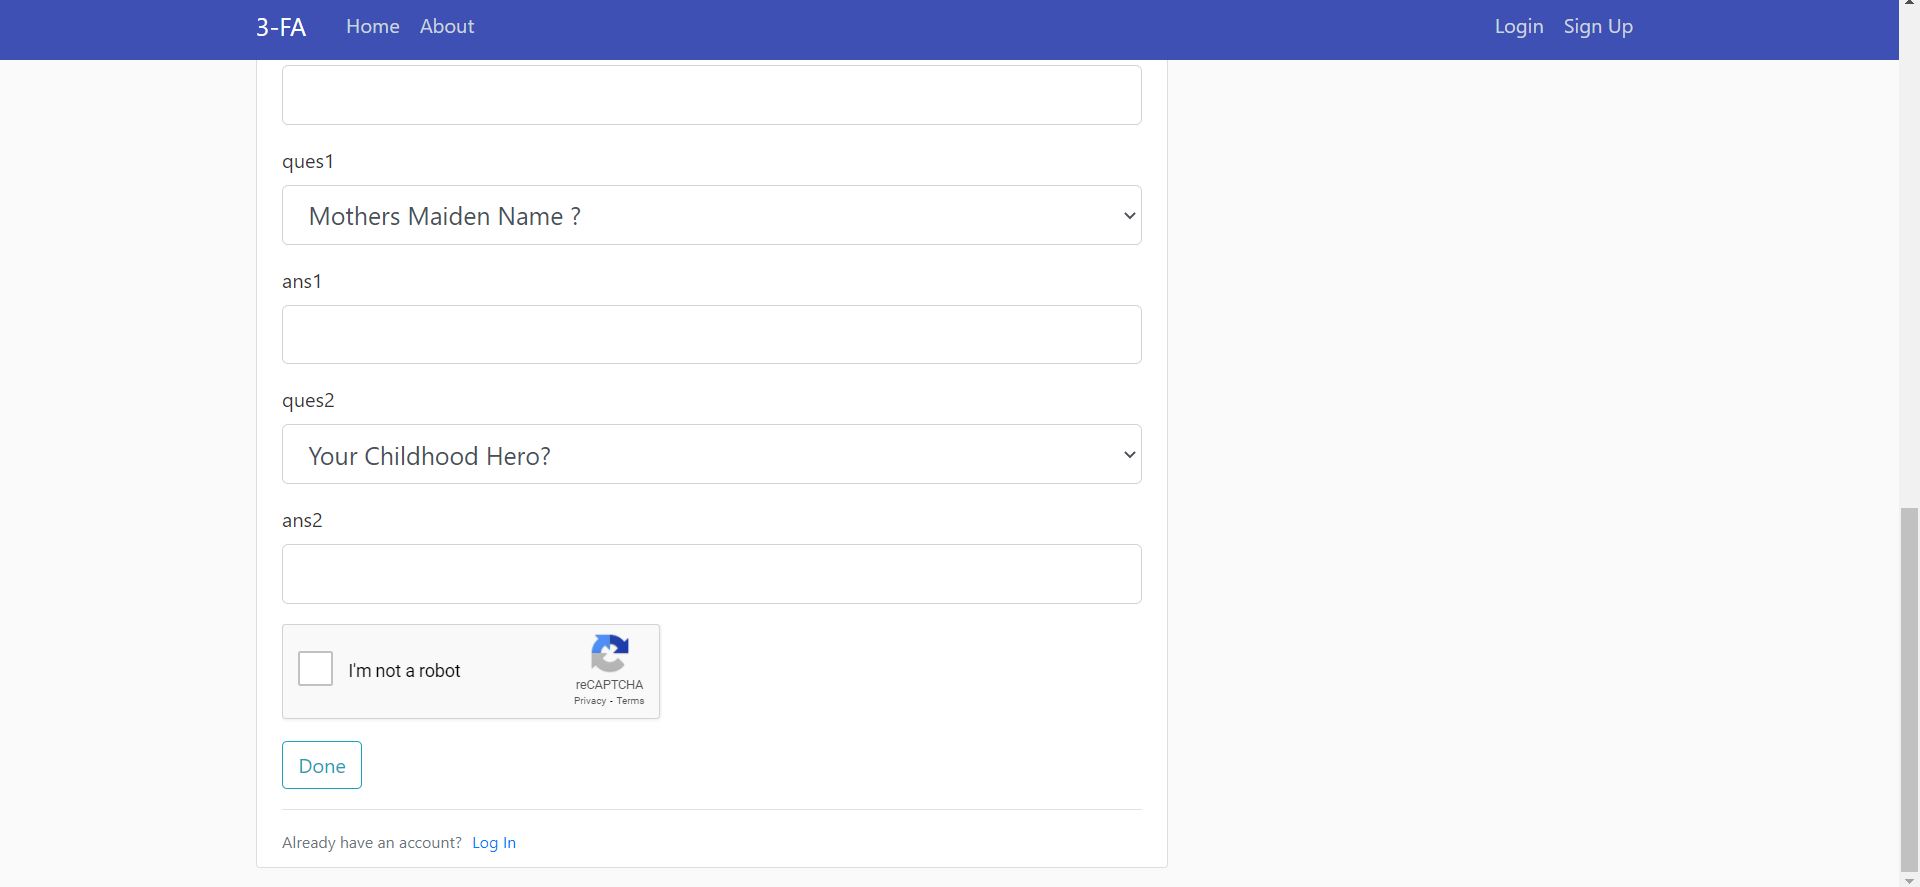 3-FA Home About Login Sign Up
ques1
Mothers Maiden Name ?
ans1
ques2
Your Childhood Hero?
ans2
I'm not a robot
reCAPTCHA
Privacy - Terms
Done
Already have an account? Log In